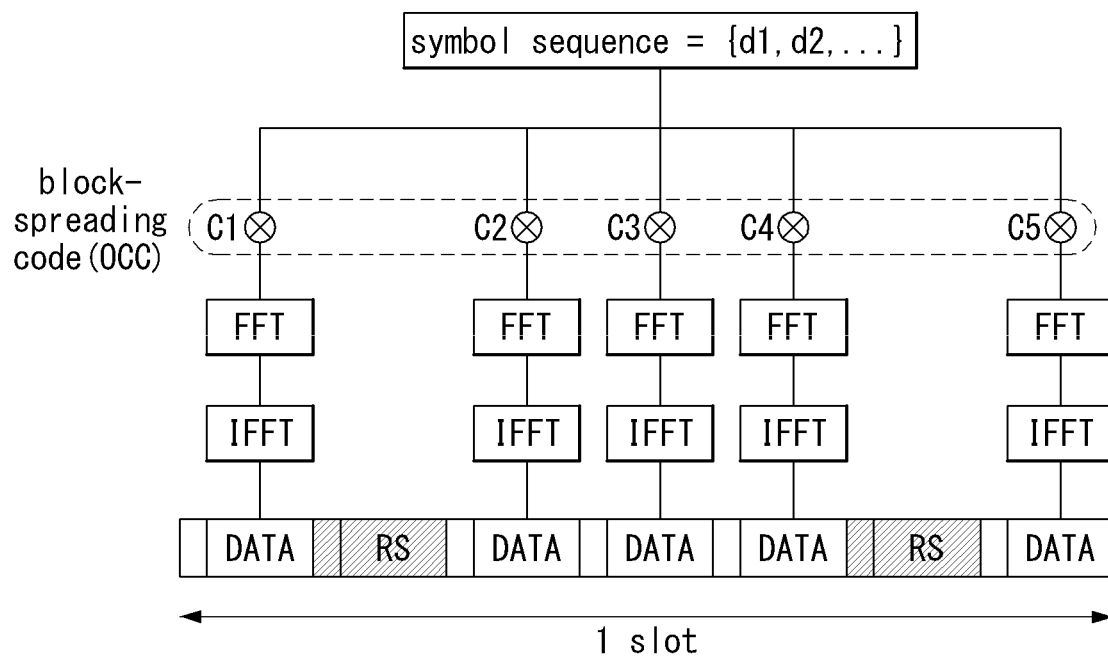 symbol sequence = {d1,d2,...}
block-
spreading
code(OCC)
C1 C2 C3 C4 C5
FFT FFT FFT FFT FFT
IFFT IFFT IFFT IFFT IFFT
DATA RS DATA DATA DATA RS DATA
1 slot